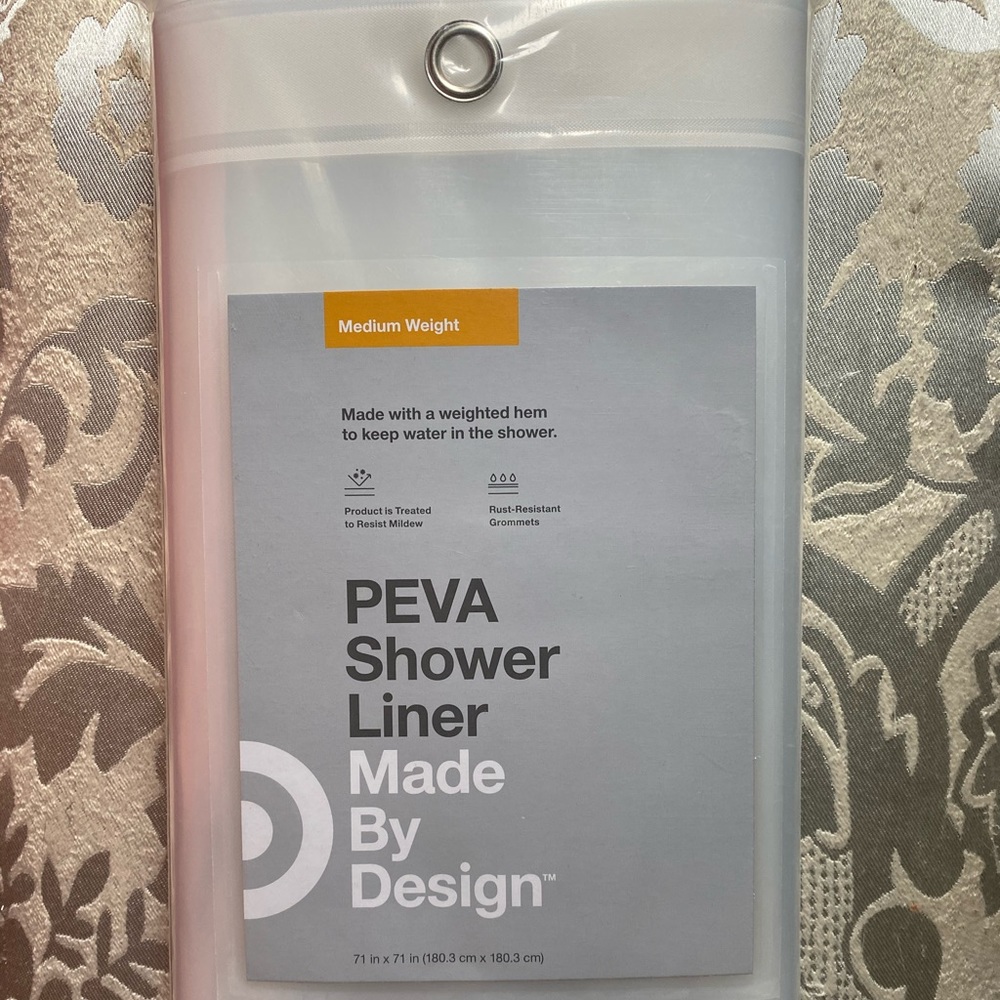 Medium Weight
Made with a weighted hem
to keep water in the shower.
Product is Treated
to Resist Mildew
Rust-Resistant
Grommets
PEVA
Shower
Liner
Made
By
Design™
71 in x 71 in (180.3 cm x 180.3 cm)